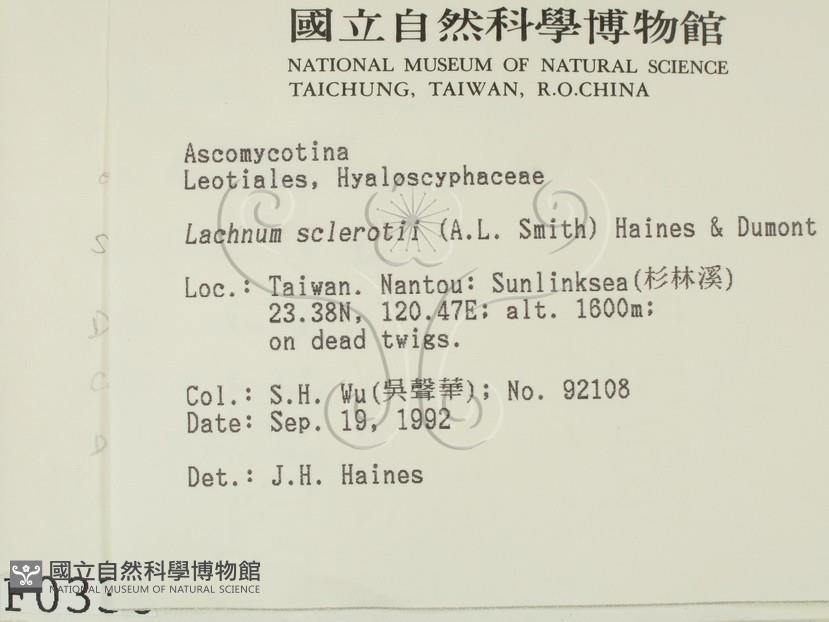 國立自然科學博物館
NATIONAL MUSEUM OF NATURAL SCIENCE
TAICHUNG, TAIWAN, R.O.CHINA
Ascomycotina
Leotiales, Hyaloscyphaceae
Lachnum sclerotii (A.L. Smith) Haines & Dumont
Loc.: Taiwan. Nantou: Sunlinksea(杉林溪)
23.38N, 120.47E; alt. 1600m;
on dead twigs.
Col.: S.H. Wu(吳聲華); No. 92108
Date: Sep. 19, 1992
Det.: J.H. Haines
國立自然科學博物館
NATIONAL MUSEUM OF NATURAL SCIENCE